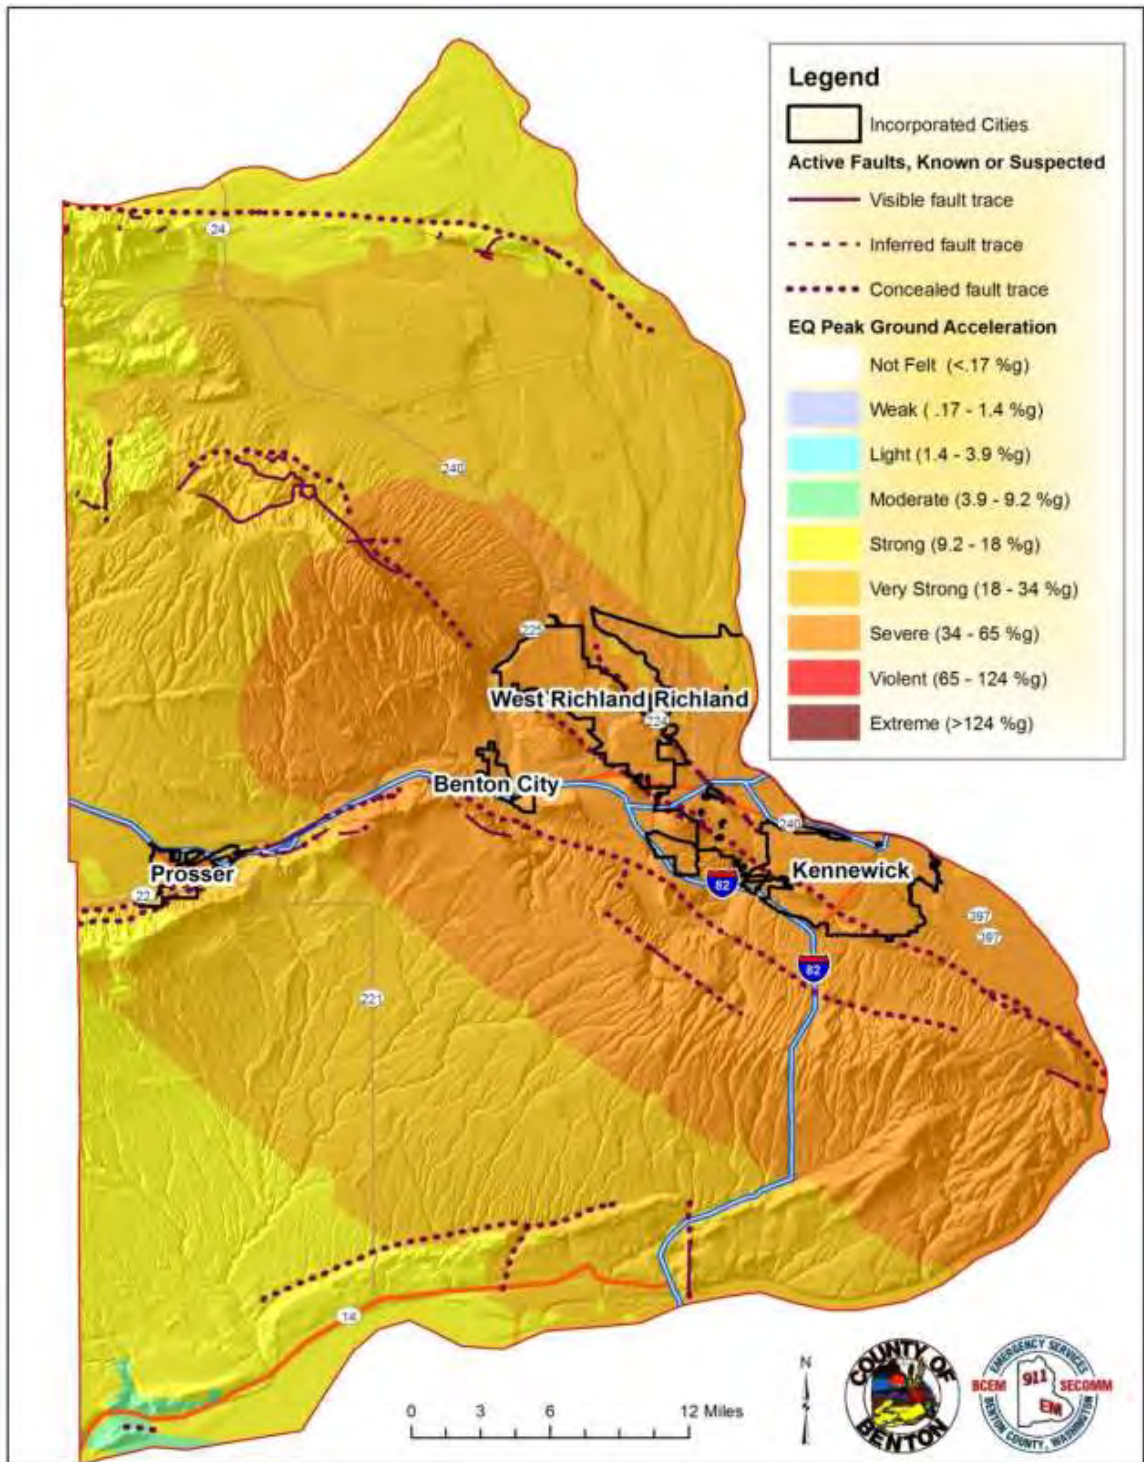 Legend
Incorporated Cities
Active Faults, Known or Suspected
Visible fault trace
Inferred fault trace
Concealed fault trace
EQ Peak Ground Acceleration
Not Felt (<.17 %g)
Weak ( .17 - 1.4 %g)
Light (1.4 - 3.9 %g)
Moderate (3.9 - 9.2 %g)
Strong (9.2 - 18 %g)
Very Strong (18 - 34 %g)
Severe (34 - 65 %g)
Violent (65 - 124 %g)
Extreme (>124 %g)
24
240
225
West Richland
Richland
224
Benton City
240
Prosser
22
Kennewick
82
397
397
82
221
14
N
0 3 6 12 Miles
COUNTY OF
BENTON
EMERGENCY SERVICES
BCEM
911
SECOMM
EM
BENTON COUNTY, WASHINGTON